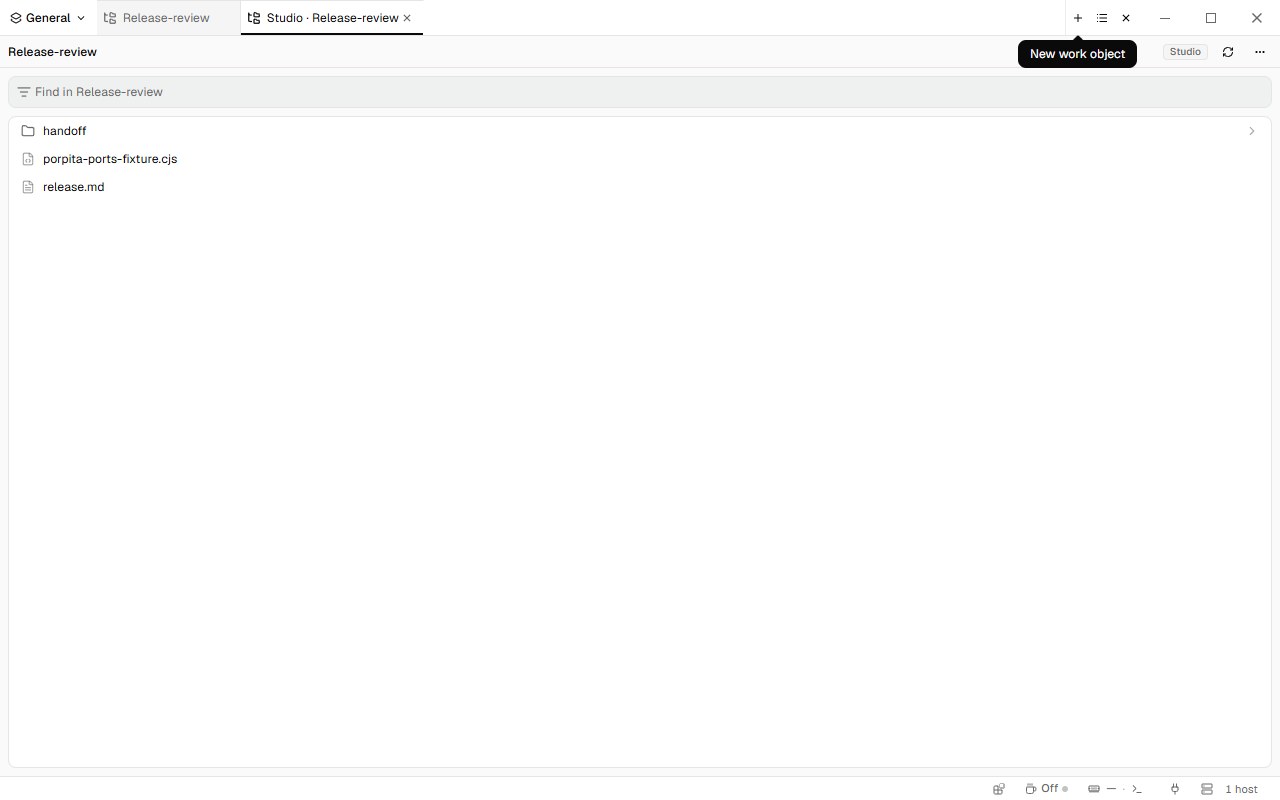 General
Release-review
Studio · Release-review
Release-review
New work object
Studio
Find in Release-review
handoff
porpita-ports-fixture.cjs
release.md
Off
— ·
1 host